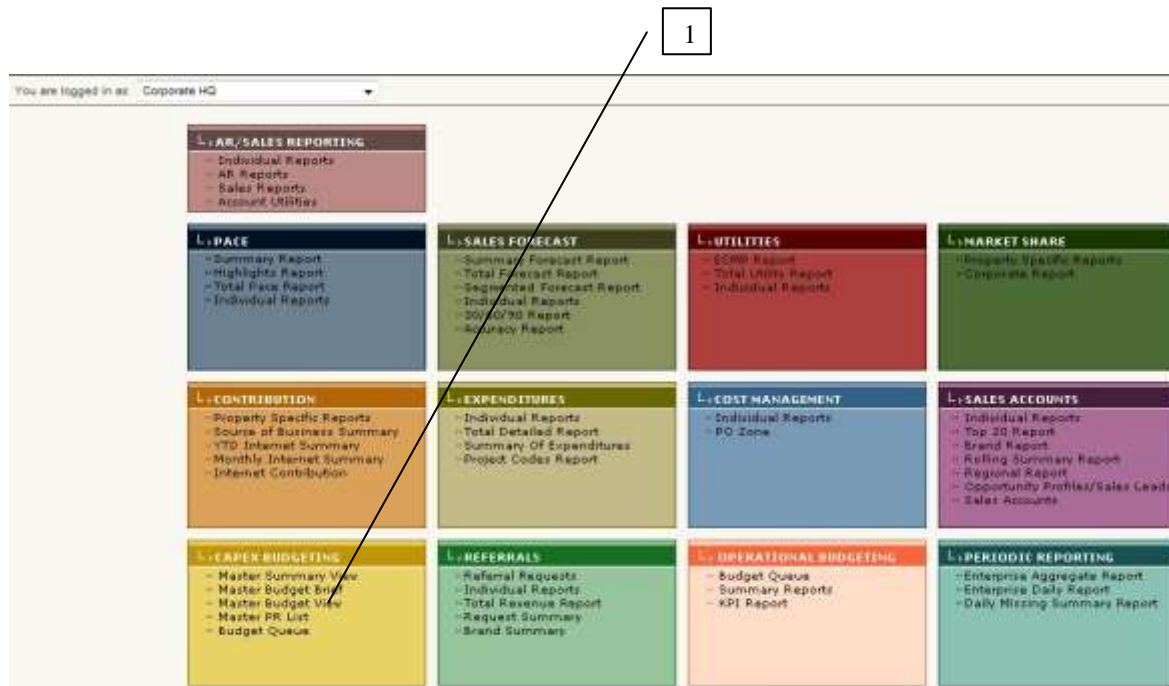 1
You are logged in as Corporate HQ
AR/SALES REPORTING
- Individual Reports
- AR Reports
- Sales Reports
- Account Utilities
PACE
- Summary Report
- Highlights Report
- Total Pace Report
- Individual Reports
SALES FORECAST
- Summary Forecast Report
- Total Forecast Report
- Segmented Forecast Report
- Individual Reports
- 30/60/90 Report
- Accuracy Report
UTILITIES
Report
- Total Utility Report
- Individual Reports
MARKET SHARE
- Property Specific Reports
- Corporate Report
CONTRIBUTION
- Property Specific Reports
- Source of Business Summary
- YTD Internet Summary
- Monthly Internet Summary
- Internet Contribution
EXPENDITURES
- Individual Reports
- Total Detailed Report
- Summary Of Expenditures
- Project Codes Report
COST MANAGEMENT
- Individual Reports
- PO Zone
SALES ACCOUNTS
- Individual Reports
- Top 20 Report
- Brand Report
- Rolling Summary Report
- Regional Report
- Opportunity Profiles/Sales Leads
- Sales Accounts
CAPEX BUDGETING
- Master Summary View
- Master Budget Brief
- Master Budget View
- Master PR List
- Budget Queue
REFERRALS
- Referral Requests
- Individual Reports
- Total Revenue Report
- Request Summary
- Brand Summary
OPERATIONAL BUDGETING
- Budget Queue
- Summary Reports
- KPI Report
PERIODIC REPORTING
- Enterprise Aggregate Report
- Enterprise Daily Report
- Daily Missing Summary Report